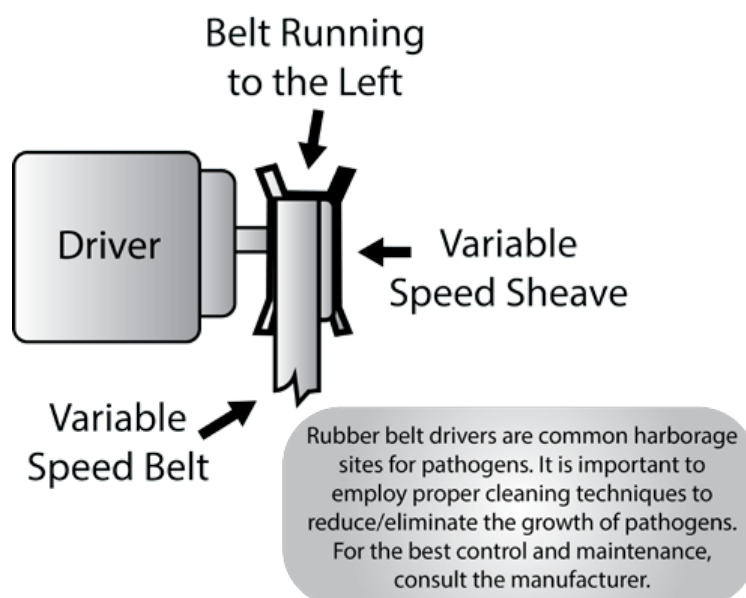 Belt Running
to the Left
Driver
Variable
Speed Sheave
Variable
Speed Belt
Rubber belt drivers are common harborage
sites for pathogens. It is important to
employ proper cleaning techniques to
reduce/eliminate the growth of pathogens.
For the best control and maintenance,
consult the manufacturer.